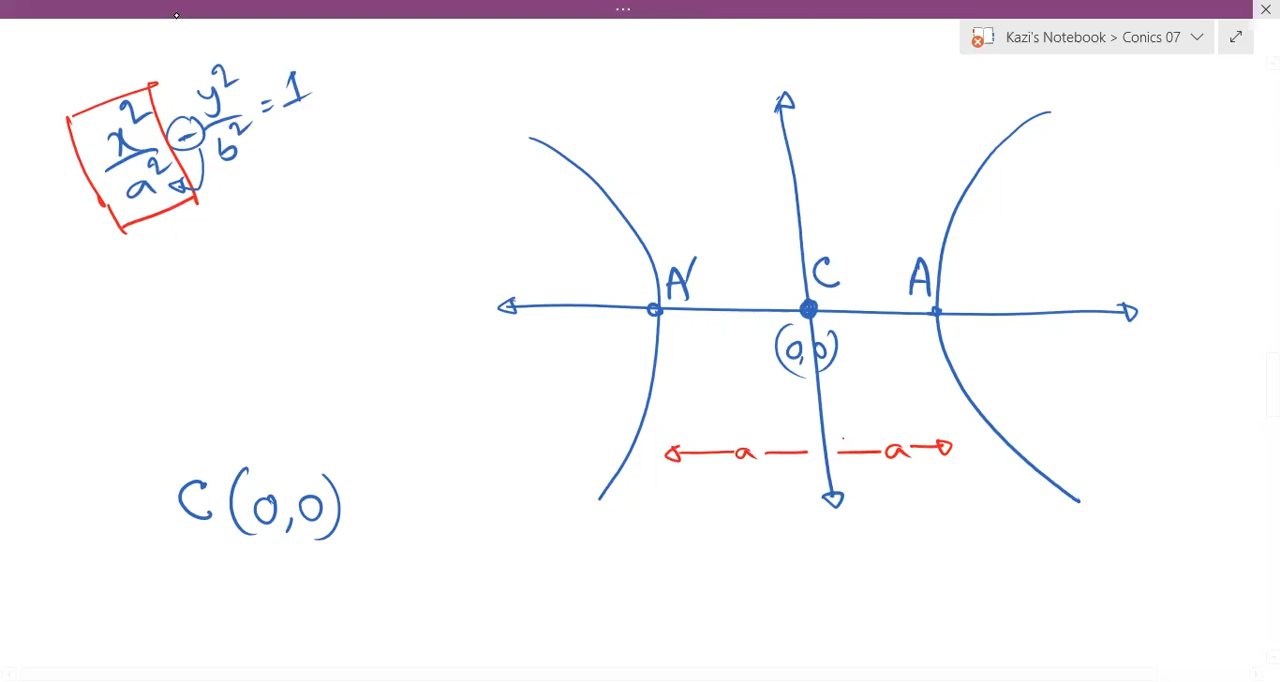 ...
Kazi's Notebook > Conics 07
x²/a² - y²/b² = 1
C
A'
A
(0,0)
a
a
C (0,0)